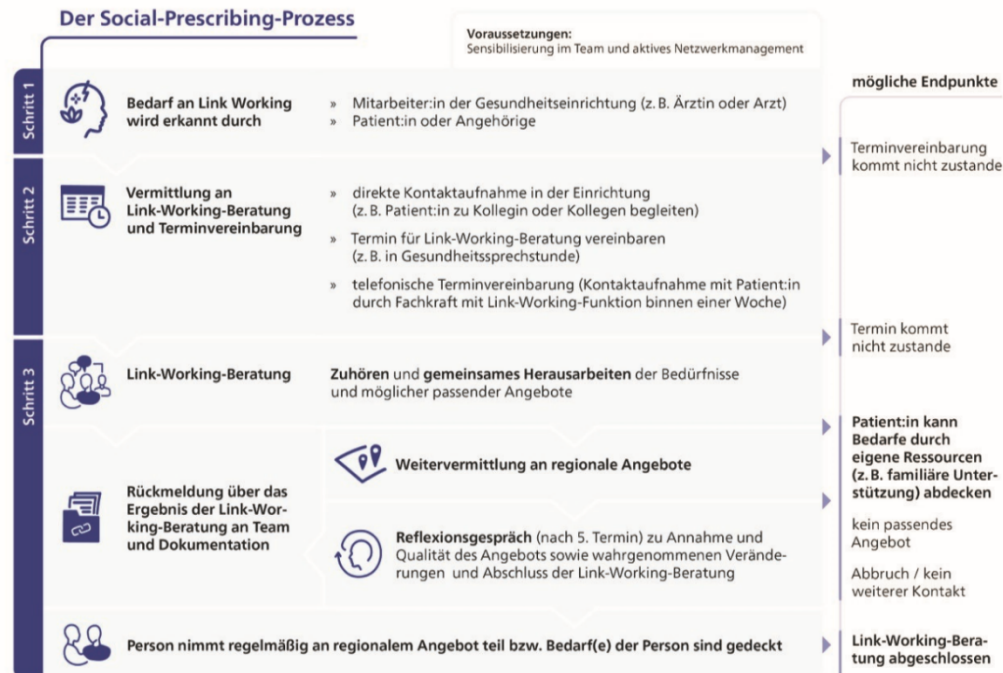 Der Social-Prescribing-Prozess
Voraussetzungen:
Sensibilisierung im Team und aktives Netzwerkmanagement
mögliche Endpunkte
Schritt 1
Bedarf an Link Working
wird erkannt durch
» Mitarbeiter:in der Gesundheitseinrichtung (z. B. Ärztin oder Arzt)
» Patient:in oder Angehörige
Terminvereinbarung
kommt nicht zustande
Schritt 2
Vermittlung an
Link-Working-Beratung
und Terminvereinbarung
» direkte Kontaktaufnahme in der Einrichtung
(z. B. Patient:in zu Kollegin oder Kollegen begleiten)
» Termin für Link-Working-Beratung vereinbaren
(z. B. in Gesundheitssprechstunde)
» telefonische Terminvereinbarung (Kontaktaufnahme mit Patient:in
durch Fachkraft mit Link-Working-Funktion binnen einer Woche)
Termin kommt
nicht zustande
Schritt 3
Link-Working-Beratung
Zuhören und gemeinsames Herausarbeiten der Bedürfnisse
und möglicher passender Angebote
Patient:in kann
Bedarfe durch
eigene Ressourcen
(z. B. familiäre Unter-
stützung) abdecken
kein passendes
Angebot
Abbruch / kein
weiterer Kontakt
Rückmeldung über das
Ergebnis der Link-Wor-
king-Beratung an Team
und Dokumentation
Weitervermittlung an regionale Angebote
Reflexionsgespräch (nach 5. Termin) zu Annahme und
Qualität des Angebots sowie wahrgenommenen Verände-
rungen und Abschluss der Link-Working-Beratung
Person nimmt regelmäßig an regionalem Angebot teil bzw. Bedarf(e) der Person sind gedeckt
Link-Working-Bera-
tung abgeschlossen